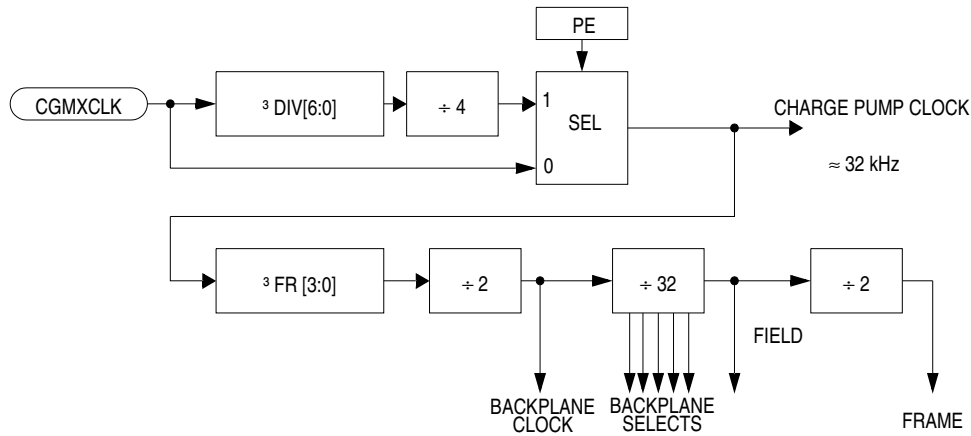 PE
CGMXCLK
³ DIV[6:0]
÷ 4
1
SEL
0
CHARGE PUMP CLOCK
≈ 32 kHz
³ FR [3:0]
÷ 2
÷ 32
÷ 2
FIELD
BACKPLANE
CLOCK
BACKPLANE
SELECTS
FRAME